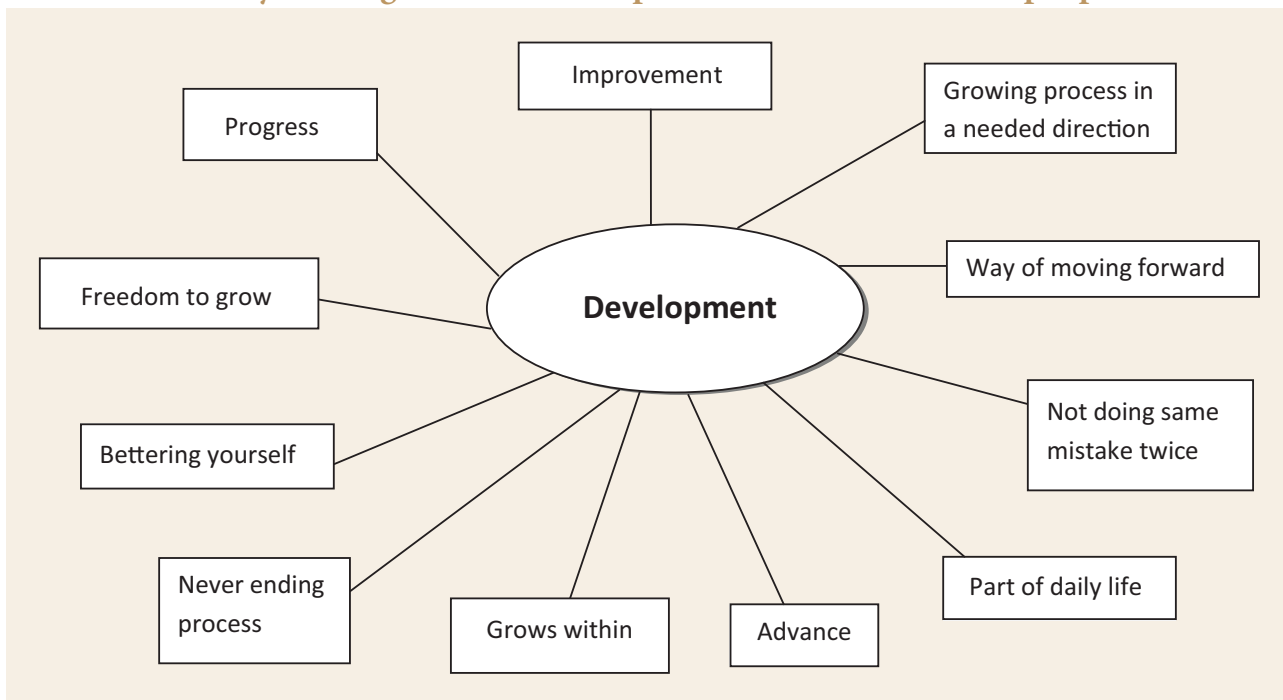 Improvement
Growing process in
a needed direction
Progress
Way of moving forward
Freedom to grow
Development
Not doing same
mistake twice
Bettering yourself
Never ending
process
Part of daily life
Grows within
Advance